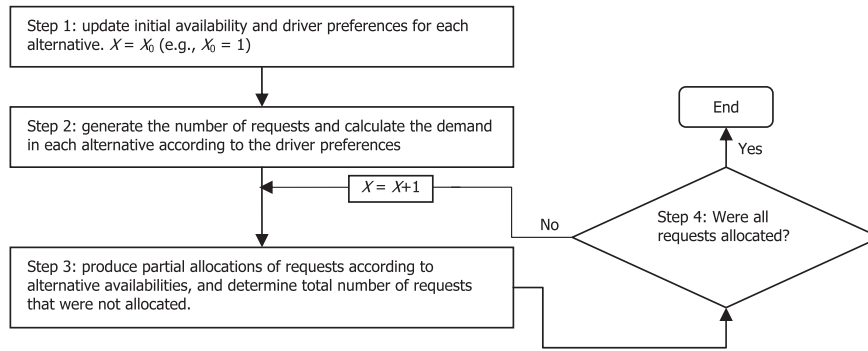 Step 1: update initial availability and driver preferences for each
alternative. X = X₀ (e.g., X₀ = 1)
Step 2: generate the number of requests and calculate the demand
in each alternative according to the driver preferences
X = X+1
Step 3: produce partial allocations of requests according to
alternative availabilities, and determine total number of requests
that were not allocated.
End
Yes
No
Step 4: Were all
requests allocated?